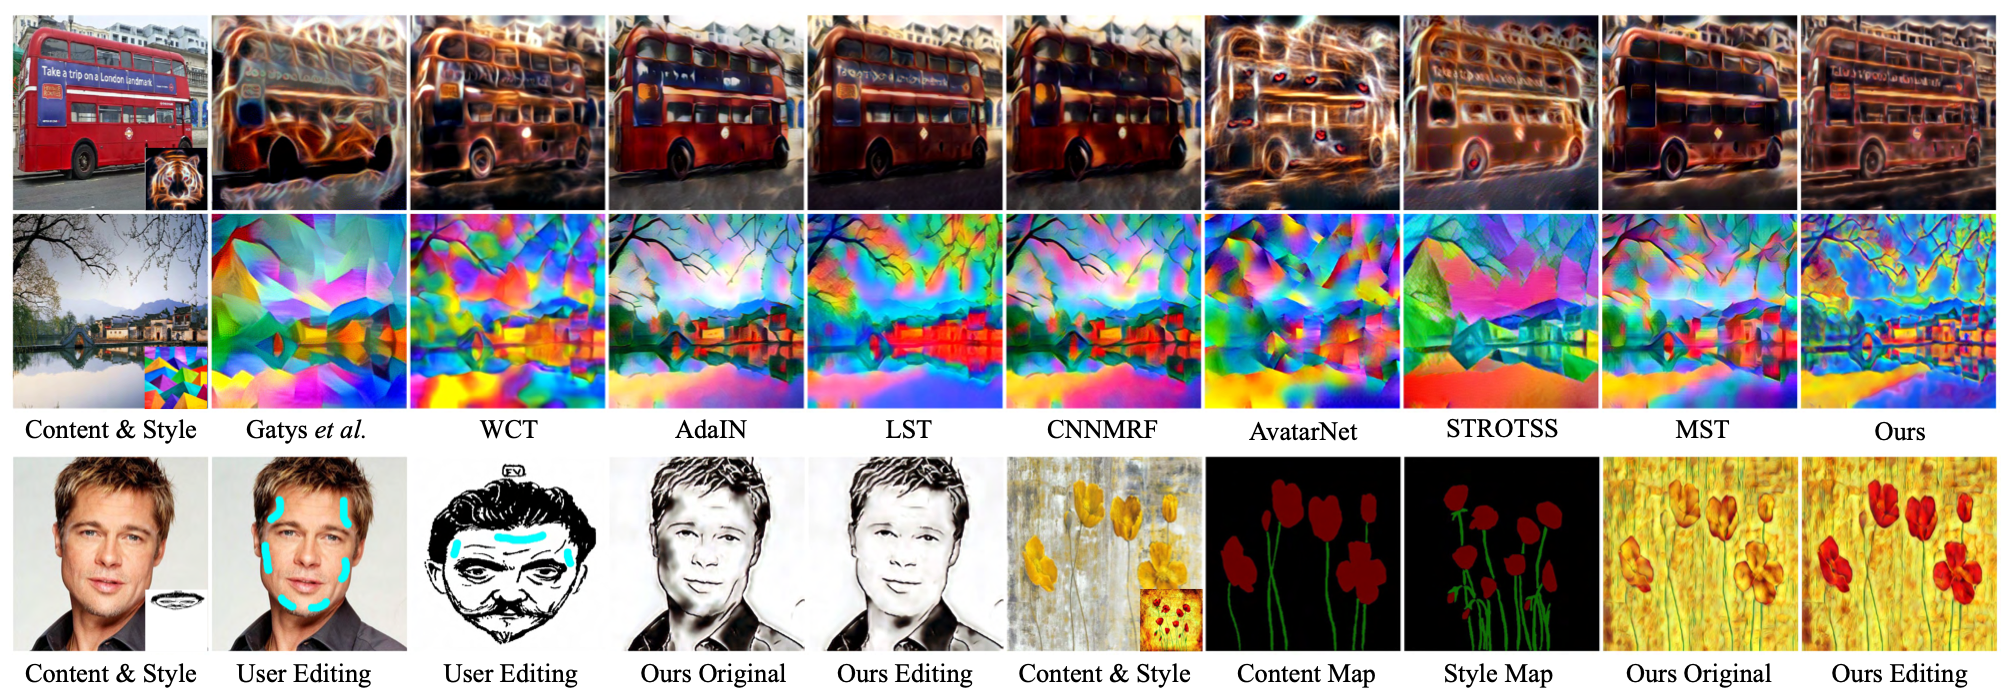 Take a trip on a London landmark
Content & Style
Gatys et al.
WCT
AdaIN
LST
CNNMRF
AvatarNet
STROTSS
MST
Ours
Content & Style
User Editing
User Editing
Ours Original
Ours Editing
Content & Style
Content Map
Style Map
Ours Original
Ours Editing